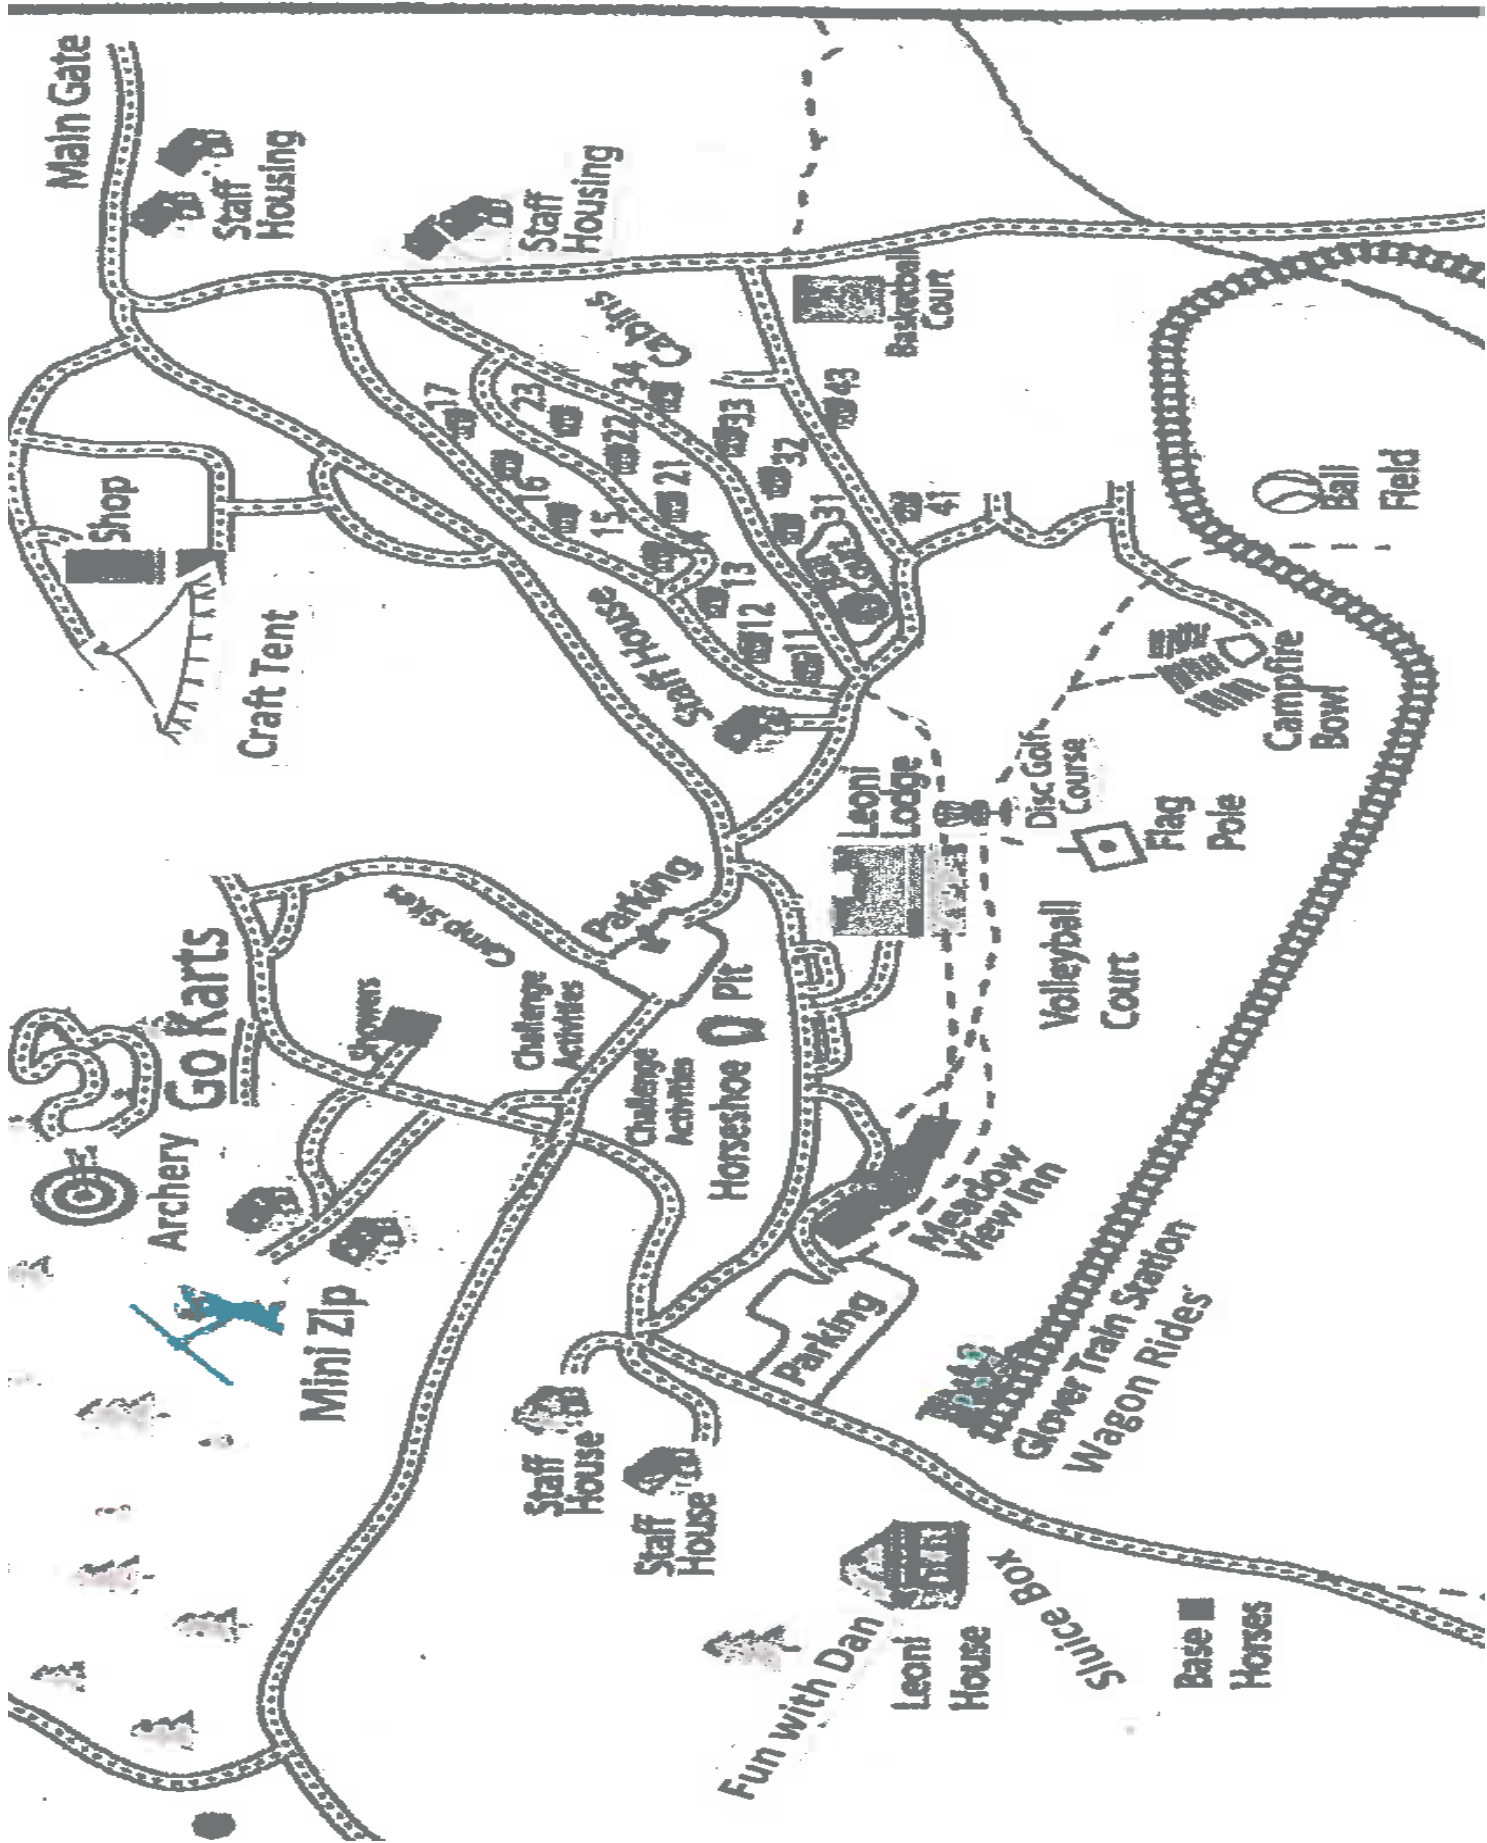 Main Gate
Staff
Housing
Staff
Housing
Shop
Craft Tent
Cabins
17
16
15
13
12
11
23
22
21
34
33
32
31
43
41
Basketball
Court
Staff House
Ball
Field
Campfire
Bowl
Leoni
Lodge
Disc Golf
Course
Flag
Pole
Volleyball
Court
Parking
Camp Sites
Showers
Challenge
Activities
Challenge
Activities
Horseshoe
Pit
Go Karts
Archery
Mini Zip
Meadow
View Inn
Parking
Glover Train Station
Wagon Rides
Staff
House
Staff
House
Fun with Dan
Leoni
House
Sluice Box
Base
Horses